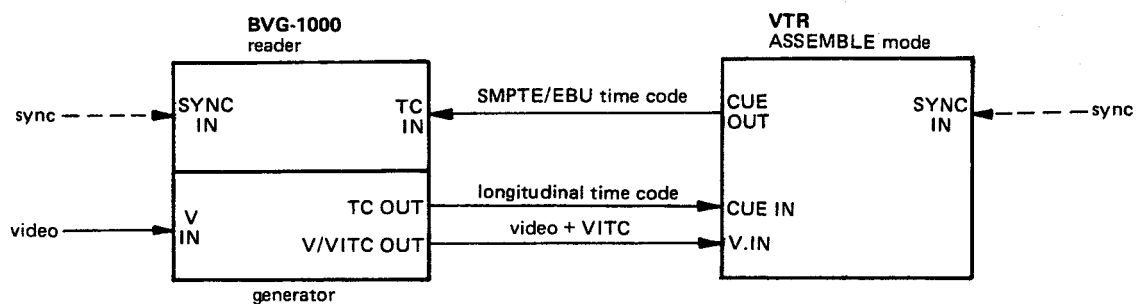 BVG-1000
reader
VTR
ASSEMBLE mode
sync
SYNC
IN
TC
IN
SMPTE/EBU time code
CUE
OUT
SYNC
IN
sync
video
V
IN
TC OUT
longitudinal time code
CUE IN
V/VITC OUT
video + VITC
V.IN
generator